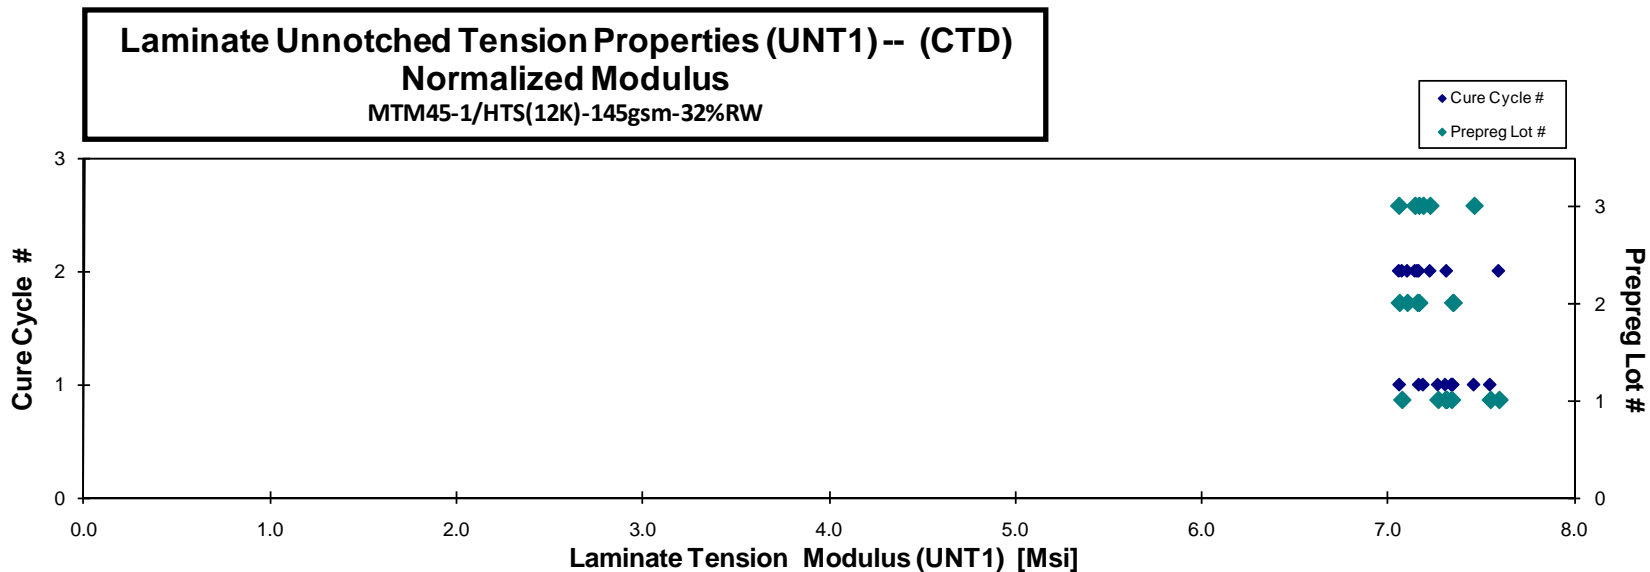 Laminate Unnotched Tension Properties (UNT1) -- (CTD)
Normalized Modulus
MTM45-1/HTS(12K)-145gsm-32%RW
Cure Cycle #
Prepreg Lot #
3
2
1
0
Cure Cycle #
3
2
1
0
Prepreg Lot #
0.0 1.0 2.0 3.0 4.0 5.0 6.0 7.0 8.0
Laminate Tension Modulus (UNT1) [Msi]